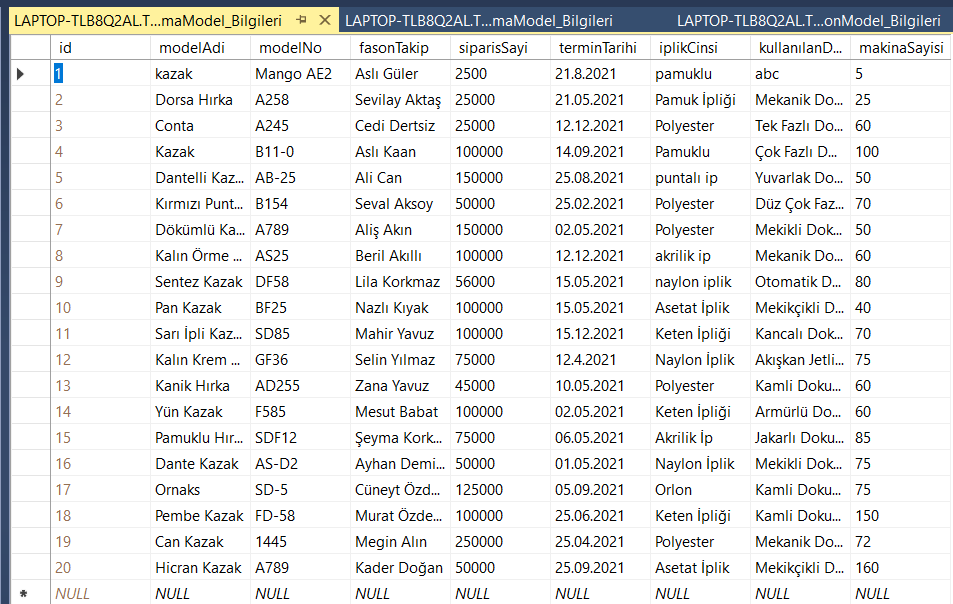 LAPTOP-TLB8Q2AL.T...maModel_Bilgileri LAPTOP-TLB8Q2AL.T...maModel_Bilgileri LAPTOP-TLB8Q2AL.T...onModel_Bilgileri
id modelAdi modelNo fasonTakip siparisSayi terminTarihi iplikCinsi kullanılanD... makinaSayisi
1 kazak Mango AE2 Aslı Güler 2500 21.8.2021 pamuklu abc 5
2 Dorsa Hırka A258 Sevilay Aktaş 25000 21.05.2021 Pamuk İpliği Mekanik Do... 25
3 Conta A245 Cedi Dertsiz 25000 12.12.2021 Polyester Tek Fazlı Do... 60
4 Kazak B11-0 Aslı Kaan 100000 14.09.2021 Pamuklu Çok Fazlı D... 100
5 Dantelli Kaz... AB-25 Ali Can 150000 25.08.2021 puntalı ip Yuvarlak Do... 50
6 Kırmızı Punt... B154 Seval Aksoy 50000 25.02.2021 Polyester Düz Çok Faz... 70
7 Dökümlü Ka... A789 Aliş Akın 150000 02.05.2021 Polyester Mekikli Dok... 50
8 Kalın Örme ... AS25 Beril Akıllı 100000 12.12.2021 akrilik ip Mekanik Do... 60
9 Sentez Kazak DF58 Lila Korkmaz 56000 15.05.2021 naylon iplik Otomatik D... 80
10 Pan Kazak BF25 Nazlı Kıyak 100000 15.05.2021 Asetat İplik Mekikçikli D... 40
11 Sarı İpli Kaz... SD85 Mahir Yavuz 100000 15.12.2021 Keten İpliği Kancalı Dok... 70
12 Kalın Krem ... GF36 Selin Yılmaz 75000 12.4.2021 Naylon İplik Akışkan Jetli... 75
13 Kanik Hırka AD255 Zana Yavuz 45000 10.05.2021 Polyester Kamli Doku... 60
14 Yün Kazak F585 Mesut Babat 100000 02.05.2021 Keten İpliği Armürlü Do... 60
15 Pamuklu Hır... SDF12 Şeyma Kork... 75000 06.05.2021 Akrilik İp Jakarlı Doku... 85
16 Dante Kazak AS-D2 Ayhan Demi... 50000 01.05.2021 Naylon İplik Mekikli Dok... 75
17 Ornaks SD-5 Cüneyt Özd... 125000 05.09.2021 Orlon Kamli Doku... 75
18 Pembe Kazak FD-58 Murat Özde... 100000 25.06.2021 Keten İpliği Kamli Doku... 150
19 Can Kazak 1445 Megin Alın 250000 25.04.2021 Polyester Mekanik Do... 72
20 Hicran Kazak A789 Kader Doğan 50000 25.09.2021 Asetat İplik Mekikçikli D... 160
NULL NULL NULL NULL NULL NULL NULL NULL NULL